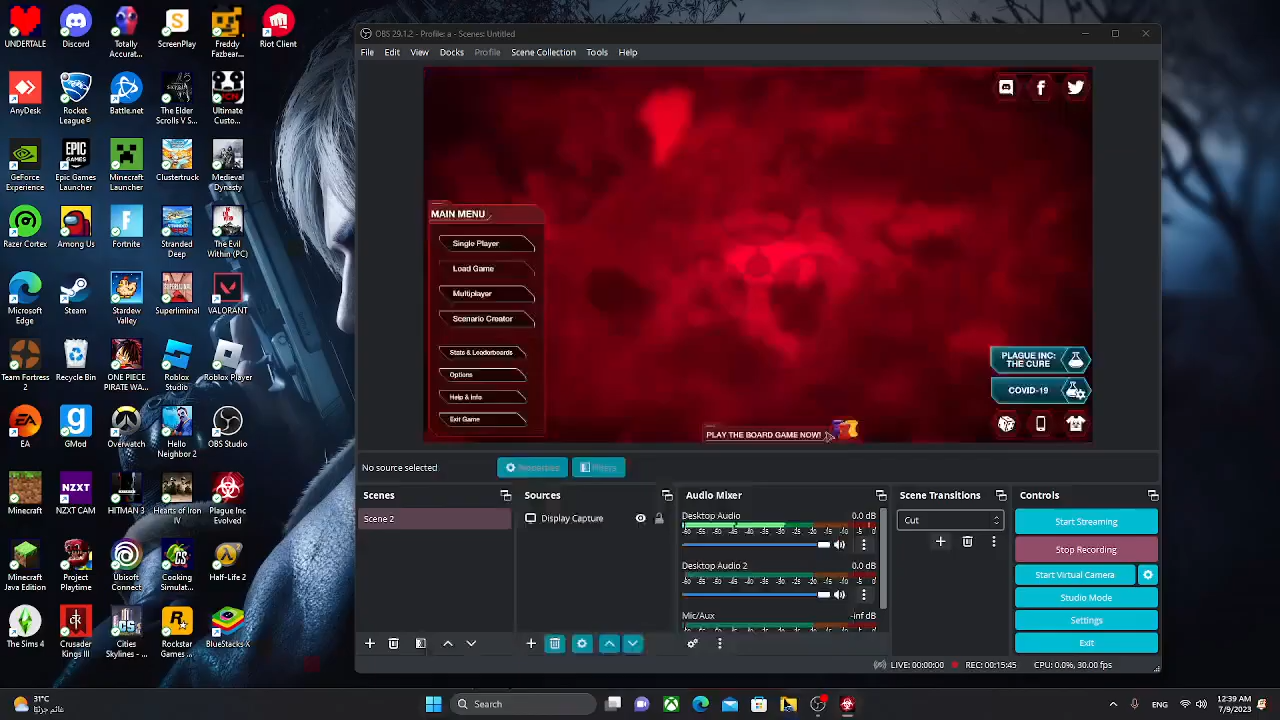 UNDERTALE
Discord
Totally
Accurat...
ScreenPlay
Freddy
Fazbear...
Riot Client
AnyDesk
Rocket
League®
Battle.net
The Elder
Scrolls V S...
Ultimate
Custo...
GeForce
Experience
Epic Games
Launcher
Minecraft
Launcher
Clustertruck
Medieval
Dynasty
Razer Cortex
Among Us
Fortnite
Stranded
Deep
The Evil
Within (PC)
Microsoft
Edge
Steam
Stardew
Valley
Superliminal
VALORANT
Team
Fortress 2
Recycle Bin
ONE PIECE
PIRATE WA...
Roblox
Studio
Roblox Player
EA
GMod
Overwatch
Hello
Neighbor 2
OBS Studio
Minecraft
NZXT CAM
HITMAN 3
Hearts of
Iron IV
Plague Inc
Evolved
Minecraft
Java Edition
Project
Playtime
Ubisoft
Connect
Cooking
Simulat...
Half-Life 2
The Sims 4
Crusader
Kings III
Cities
Skylines -...
Rockstar
Games ...
BlueStacks X
OBS 29.1.2 - Profile: a - Scenes: Untitled
File Edit View Docks Profile Scene Collection Tools Help
MAIN MENU
Single Player
Load Game
Multiplayer
Scenario Creator
Stats & Leaderboards
Options
Help & Info
Exit Game
PLAGUE INC:
THE CURE
COVID-19
PLAY THE BOARD GAME NOW!
No source selected
Properties
Filters
Scenes
Scene 2
Sources
Display Capture
Audio Mixer
Desktop Audio 0.0 dB
Desktop Audio 2 0.0 dB
Mic/Aux -inf dB
Scene Transitions
Cut
Controls
Start Streaming
Stop Recording
Start Virtual Camera
Studio Mode
Settings
Exit
LIVE: 00:00:00 REC: 00:15:45 CPU: 0.0%, 30.00 fps
31°C
Search
ENG
12:39 AM
7/9/2023